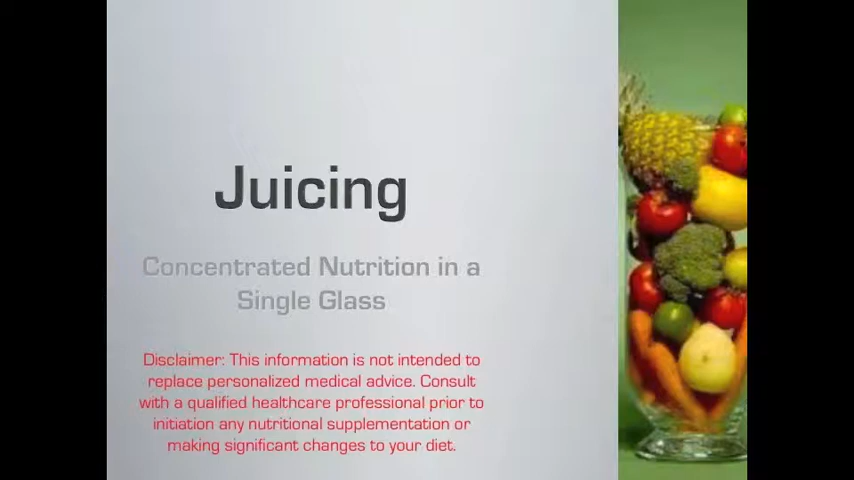 Juicing
Concentrated Nutrition in a
Single Glass
Disclaimer: This information is not intended to
replace personalized medical advice. Consult
with a qualified healthcare professional prior to
initiation any nutritional supplementation or
making significant changes to your diet.